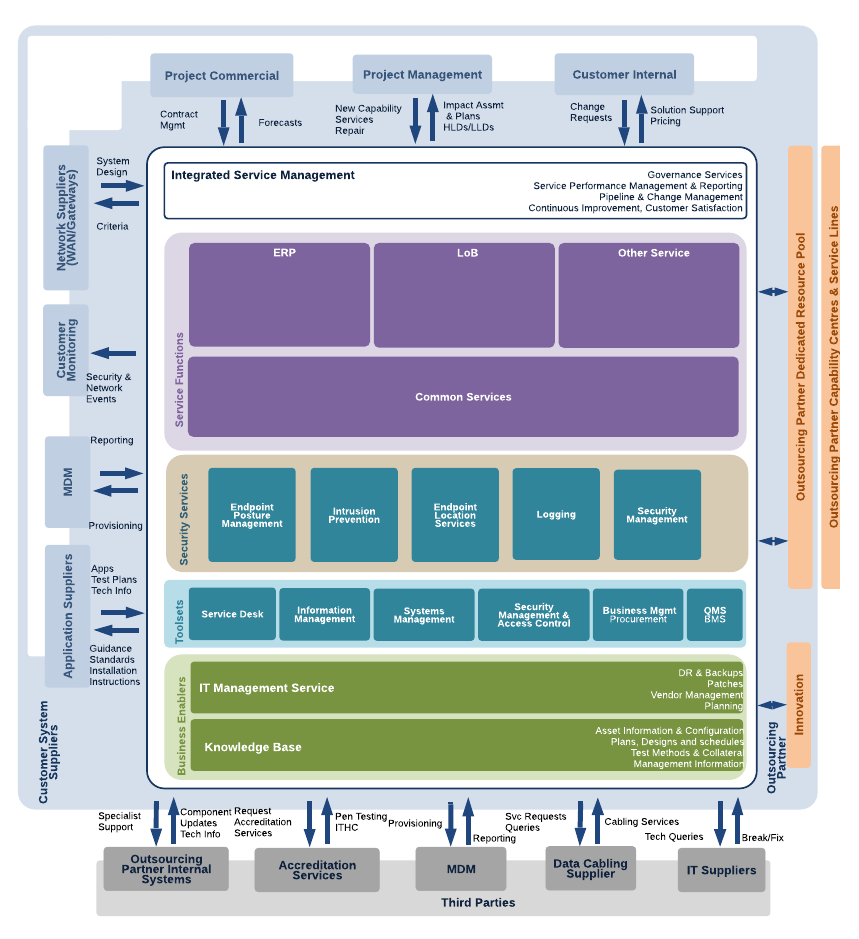 Project Commercial
Project Management
Customer Internal
Contract
Mgmt
Forecasts
New Capability
Services
Repair
Impact Assmt
& Plans
HLDs/LLDs
Change
Requests
Solution Support
Pricing
Network Suppliers
(WAN/Gateways)
System
Design
Criteria
Customer
Monitoring
Security &
Network
Events
MDM
Reporting
Provisioning
Application Suppliers
Apps
Test Plans
Tech Info
Guidance
Standards
Installation
Instructions
Customer System
Suppliers
Integrated Service Management
Governance Services
Service Performance Management & Reporting
Pipeline & Change Management
Continuous Improvement, Customer Satisfaction
Service Functions
ERP
LoB
Other Service
Common Services
Security Services
Endpoint
Posture
Management
Intrusion
Prevention
Endpoint
Location
Services
Logging
Security
Management
Toolsets
Service Desk
Information
Management
Systems
Management
Security
Management &
Access Control
Business Mgmt
Procurement
QMS
BMS
Business Enablers
IT Management Service
DR & Backups
Patches
Vendor Management
Planning
Knowledge Base
Asset Information & Configuration
Plans, Designs and schedules
Test Methods & Collateral
Management Information
Outsourcing Partner Dedicated Resource Pool
Outsourcing Partner Capability Centres & Service Lines
Innovation
Outsourcing
Partner
Specialist
Support
Component
Updates
Tech Info
Request
Accreditation
Services
Pen Testing
ITHC
Provisioning
Reporting
Svc Requests
Queries
Cabling Services
Tech Queries
Break/Fix
Outsourcing
Partner Internal
Systems
Accreditation
Services
MDM
Data Cabling
Supplier
IT Suppliers
Third Parties